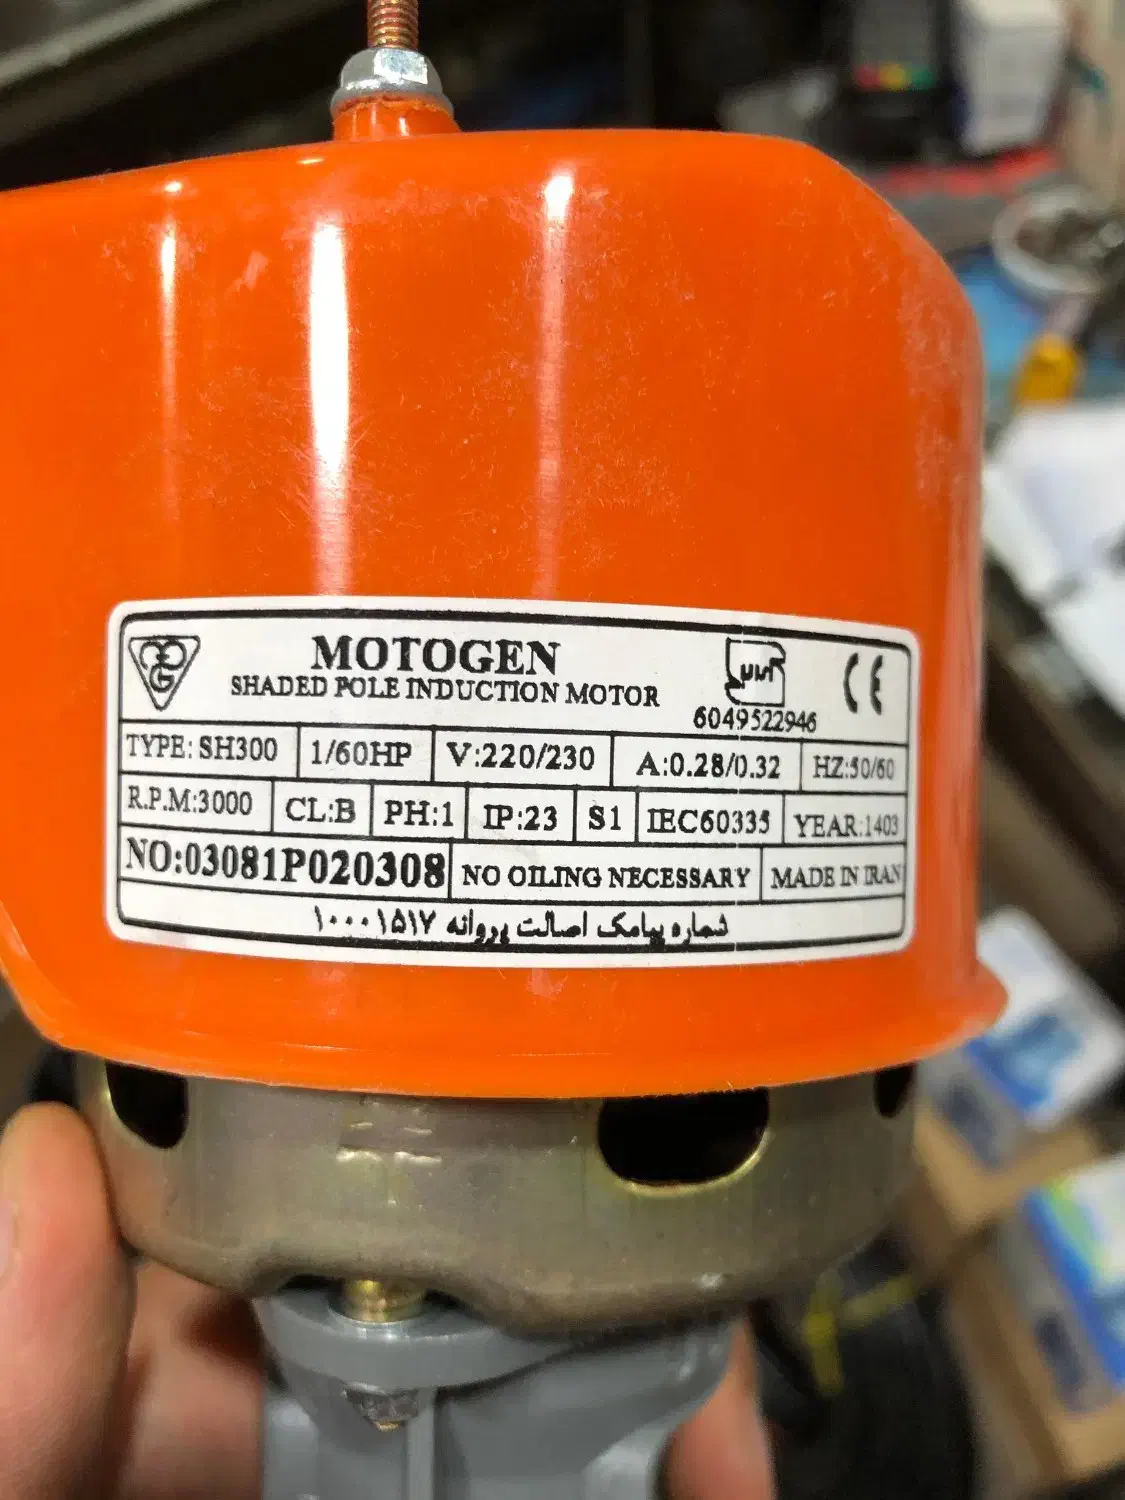 MOTOGEN
SHADED POLE INDUCTION MOTOR
6049522946
CE
TYPE: SH300 1/60HP V:220/230 A:0.28/0.32 HZ:50/60
R.P.M:3000 CL:B PH:1 IP:23 S1 IEC60335 YEAR:1403
NO:03081P020308 NO OILING NECESSARY MADE IN IRAN
شماره پیامک اصالت پروانه ۱۰۰۰۱۵۱۷